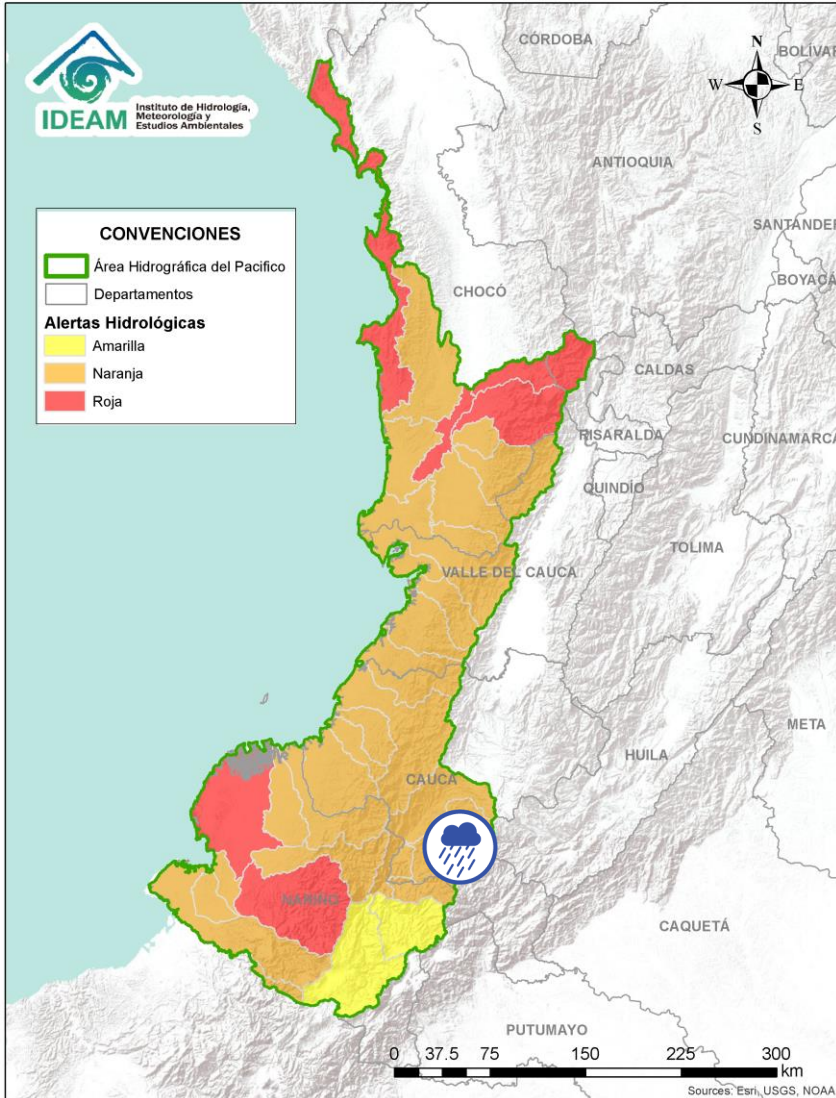 IDEAM
Instituto de Hidrología,
Meteorología y
Estudios Ambientales
CÓRDOBA
BOLÍVAR
N
W
E
S
ANTIOQUIA
SANTANDER
BOYACÁ
CONVENCIONES
Área Hidrográfica del Pacifico
Departamentos
Alertas Hidrológicas
Amarilla
Naranja
Roja
CHOCÓ
CALDAS
RISARALDA
CUNDINAMARCA
QUINDÍO
TOLIMA
VALLE DEL CAUCA
META
HUILA
CAUCA
NARIÑO
CAQUETÁ
PUTUMAYO
0 37.5 75 150 225 300
km
Sources: Esri, USGS, NOAA